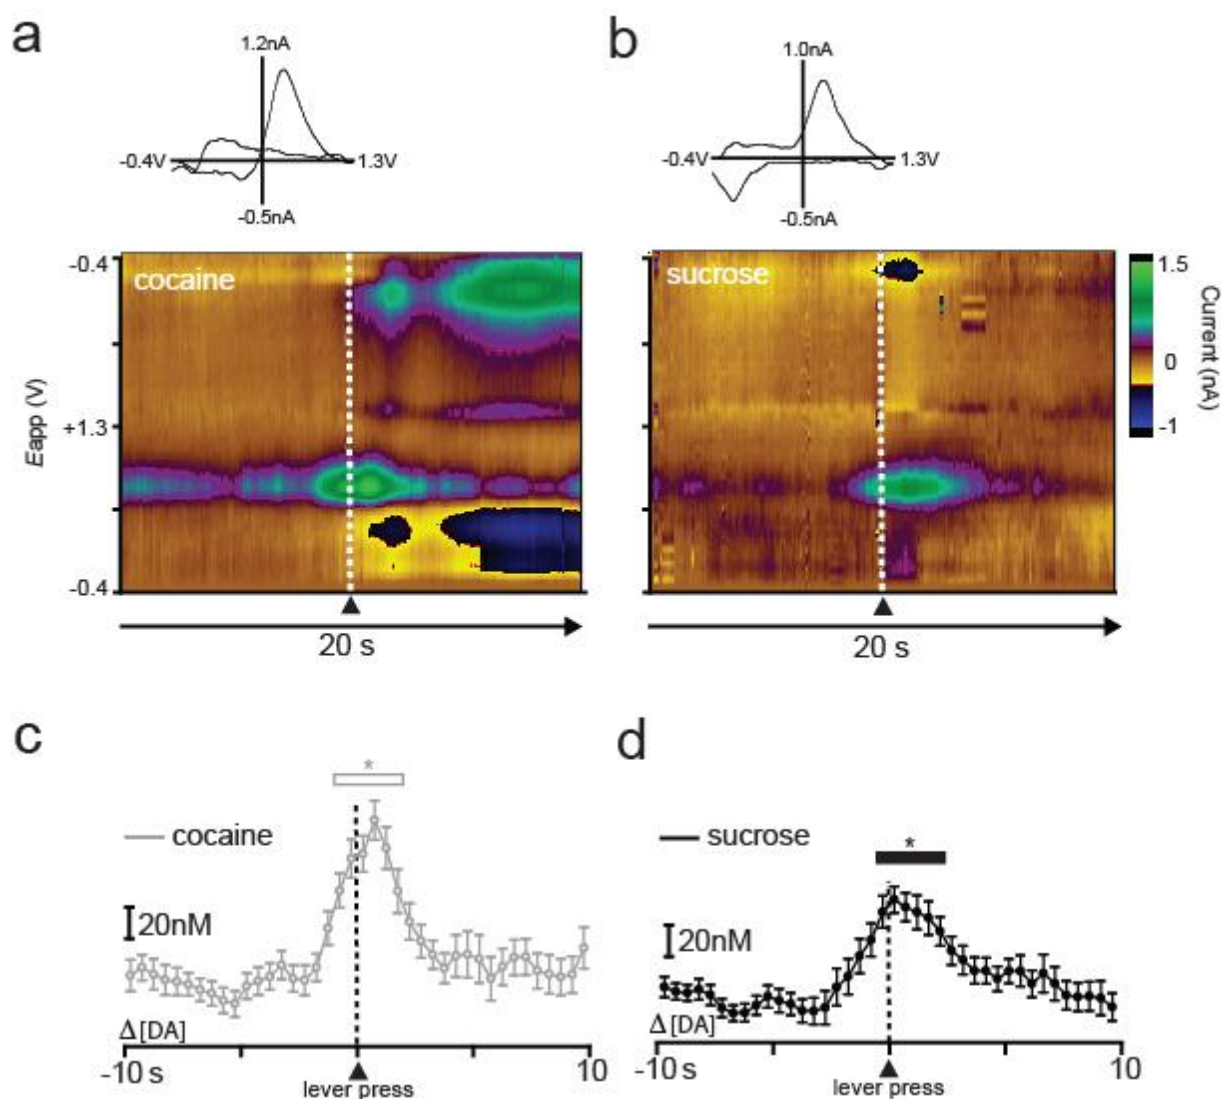 a
1.2nA
-0.4V
1.3V
-0.5nA
b
1.0nA
-0.4V
1.3V
-0.5nA
-0.4
Eapp (V)
+1.3
-0.4
cocaine
20 s
sucrose
20 s
1.5
0
-1
Current (nA)
c
*
cocaine
20nM
Δ[DA]
-10 s
10
lever press
d
*
sucrose
20nM
Δ[DA]
-10 s
10
lever press